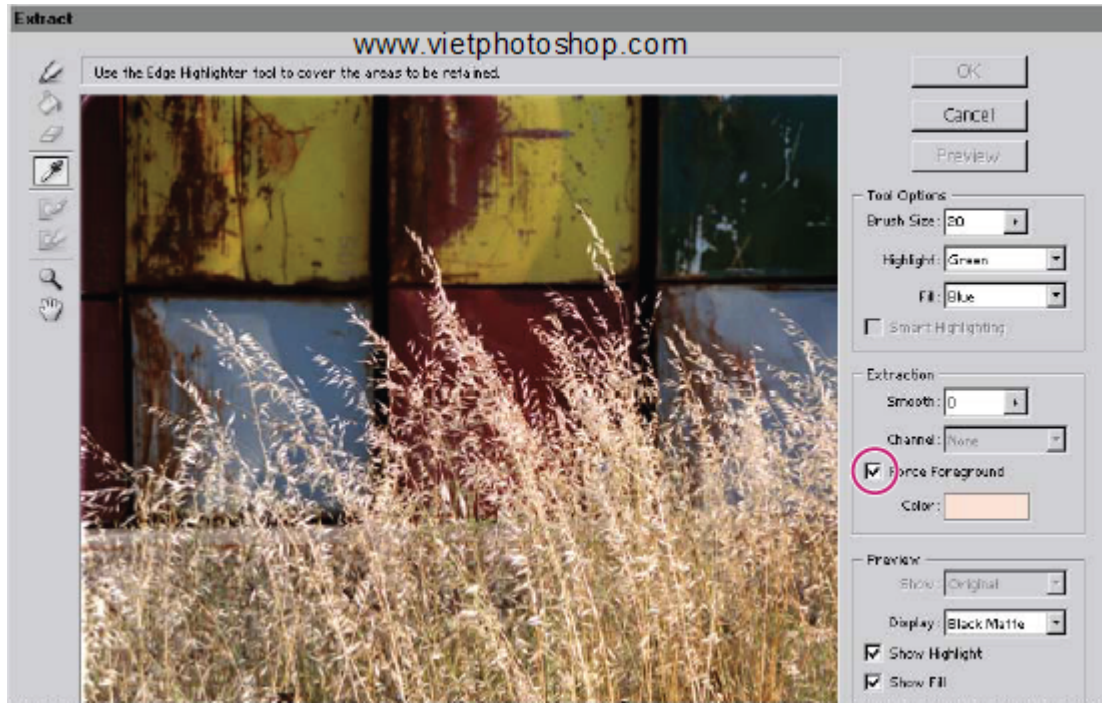 Extract
www.vietphotoshop.com
Use the Edge Highlighter tool to cover the areas to be retained.
OK
Cancel
Preview
Tool Options
Brush Size: 20
Highlight: Green
Fill: Blue
Smart Highlighting
Extraction
Smooth: 0
Channel: None
Force Foreground
Color:
Preview
Show: Original
Display: Black Matte
Show Highlight
Show Fill